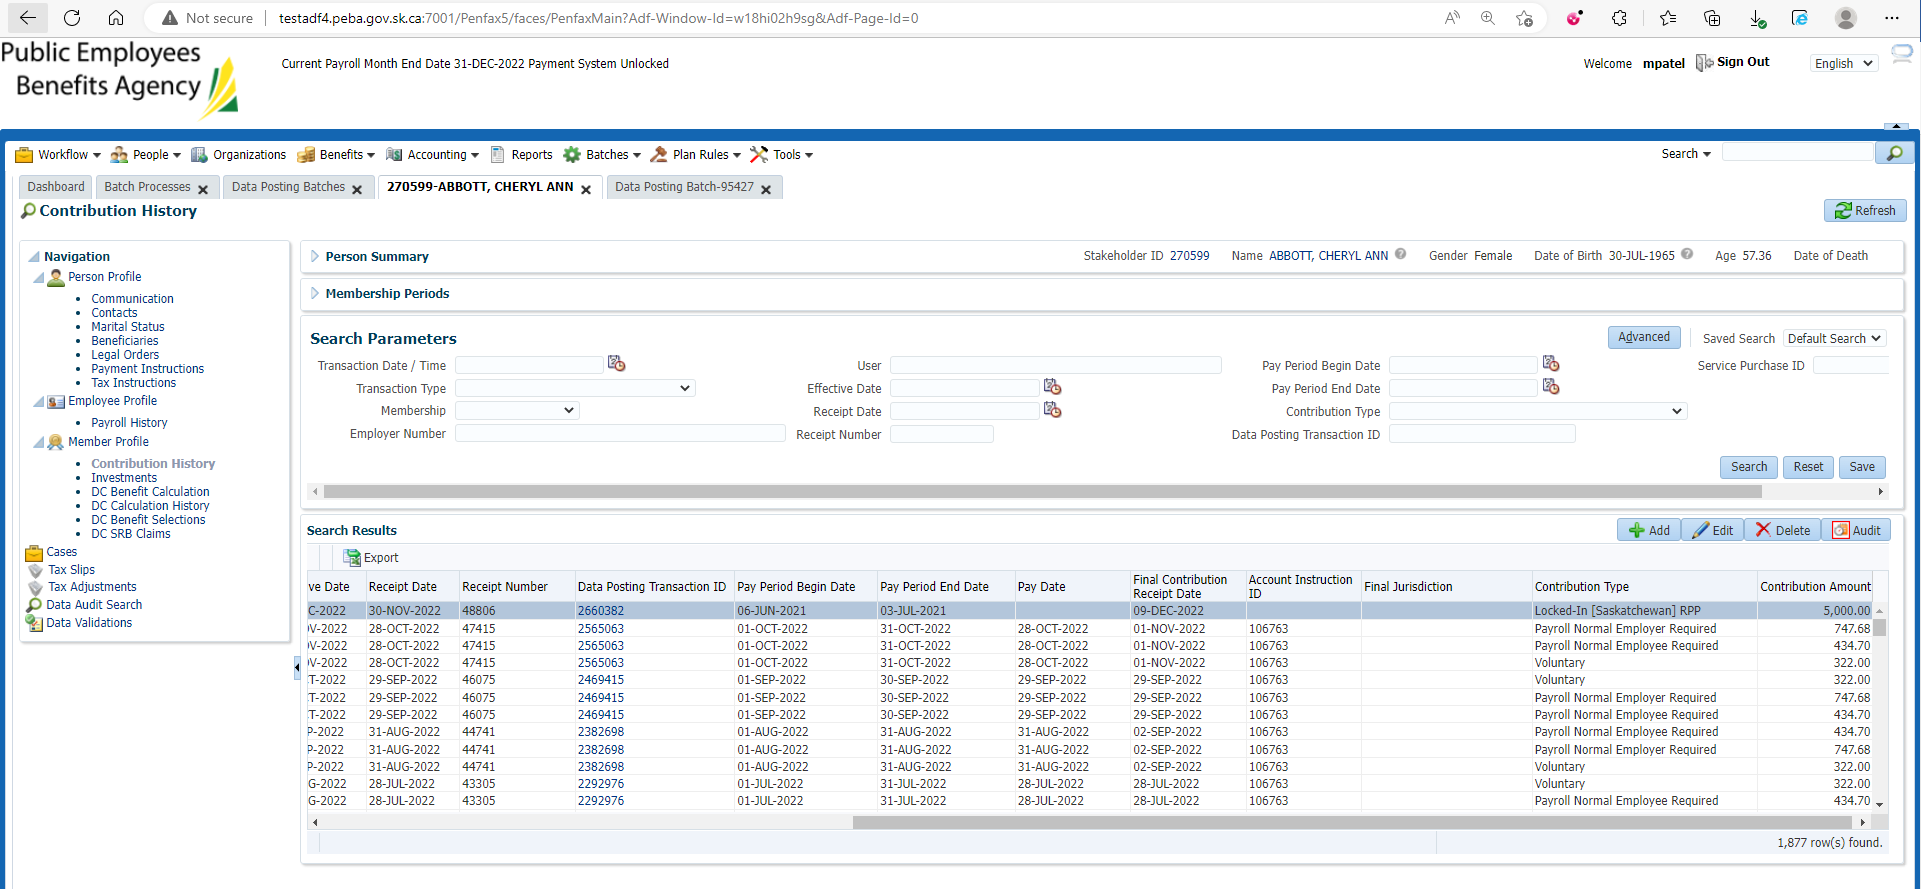 Not secure testadf4.peba.gov.sk.ca:7001/Penfax5/faces/PenfaxMain?Adf-Window-Id=w18hi02h9sg&Adf-Page-Id=0
Public Employees
Benefits Agency
Current Payroll Month End Date 31-DEC-2022 Payment System Unlocked
Welcome mpatel Sign Out English
Workflow People Organizations Benefits Accounting Reports Batches Plan Rules Tools Search
Dashboard Batch Processes Data Posting Batches 270599-ABBOTT, CHERYL ANN Data Posting Batch-95427
Contribution History Refresh
Navigation
Person Profile
Communication
Contacts
Marital Status
Beneficiaries
Legal Orders
Payment Instructions
Tax Instructions
Employee Profile
Payroll History
Member Profile
Contribution History
Investments
DC Benefit Calculation
DC Calculation History
DC Benefit Selections
DC SRB Claims
Cases
Tax Slips
Tax Adjustments
Data Audit Search
Data Validations
Person Summary Stakeholder ID 270599 Name ABBOTT, CHERYL ANN Gender Female Date of Birth 30-JUL-1965 Age 57.36 Date of Death
Membership Periods
Search Parameters Advanced Saved Search Default Search
Transaction Date / Time User Pay Period Begin Date Service Purchase ID
Transaction Type Effective Date Pay Period End Date
Membership Receipt Date Contribution Type
Employer Number Receipt Number Data Posting Transaction ID
Search Reset Save
Search Results Add Edit Delete Audit
Export
ve Date Receipt Date Receipt Number Data Posting Transaction ID Pay Period Begin Date Pay Period End Date Pay Date Final Contribution Receipt Date Account Instruction ID Final Jurisdiction Contribution Type Contribution Amount
C-2022 30-NOV-2022 48806 2660382 06-JUN-2021 03-JUL-2021 09-DEC-2022 Locked-In [Saskatchewan] RPP 5,000.00
OV-2022 28-OCT-2022 47415 2565063 01-OCT-2022 31-OCT-2022 28-OCT-2022 01-NOV-2022 106763 Payroll Normal Employer Required 747.68
OV-2022 28-OCT-2022 47415 2565063 01-OCT-2022 31-OCT-2022 28-OCT-2022 01-NOV-2022 106763 Payroll Normal Employee Required 434.70
OV-2022 28-OCT-2022 47415 2565063 01-OCT-2022 31-OCT-2022 28-OCT-2022 01-NOV-2022 106763 Voluntary 322.00
CT-2022 29-SEP-2022 46075 2469415 01-SEP-2022 30-SEP-2022 29-SEP-2022 29-SEP-2022 106763 Voluntary 322.00
CT-2022 29-SEP-2022 46075 2469415 01-SEP-2022 30-SEP-2022 29-SEP-2022 29-SEP-2022 106763 Payroll Normal Employer Required 747.68
CT-2022 29-SEP-2022 46075 2469415 01-SEP-2022 30-SEP-2022 29-SEP-2022 29-SEP-2022 106763 Payroll Normal Employee Required 434.70
P-2022 31-AUG-2022 44741 2382698 01-AUG-2022 31-AUG-2022 31-AUG-2022 02-SEP-2022 106763 Payroll Normal Employee Required 434.70
P-2022 31-AUG-2022 44741 2382698 01-AUG-2022 31-AUG-2022 31-AUG-2022 02-SEP-2022 106763 Payroll Normal Employer Required 747.68
P-2022 31-AUG-2022 44741 2382698 01-AUG-2022 31-AUG-2022 31-AUG-2022 02-SEP-2022 106763 Voluntary 322.00
G-2022 28-JUL-2022 43305 2292976 01-JUL-2022 31-JUL-2022 28-JUL-2022 28-JUL-2022 106763 Voluntary 322.00
G-2022 28-JUL-2022 43305 2292976 01-JUL-2022 31-JUL-2022 28-JUL-2022 28-JUL-2022 106763 Payroll Normal Employee Required 434.70
1,877 row(s) found.